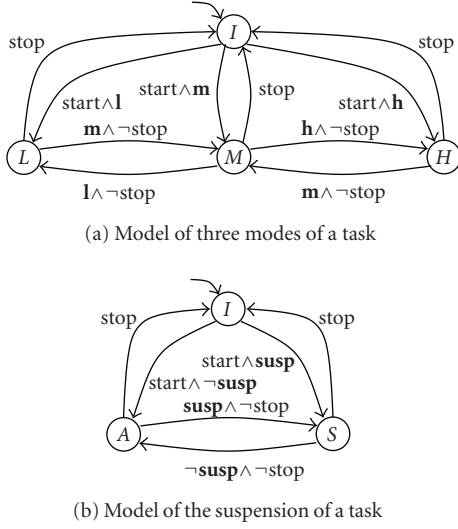 I
stop
stop
start∧m
stop
start∧l
start∧h
m∧¬stop
h∧¬stop
L
M
H
l∧¬stop
m∧¬stop
(a) Model of three modes of a task
I
stop
stop
start∧susp
start∧¬susp
susp∧¬stop
A
S
¬susp∧¬stop
(b) Model of the suspension of a task